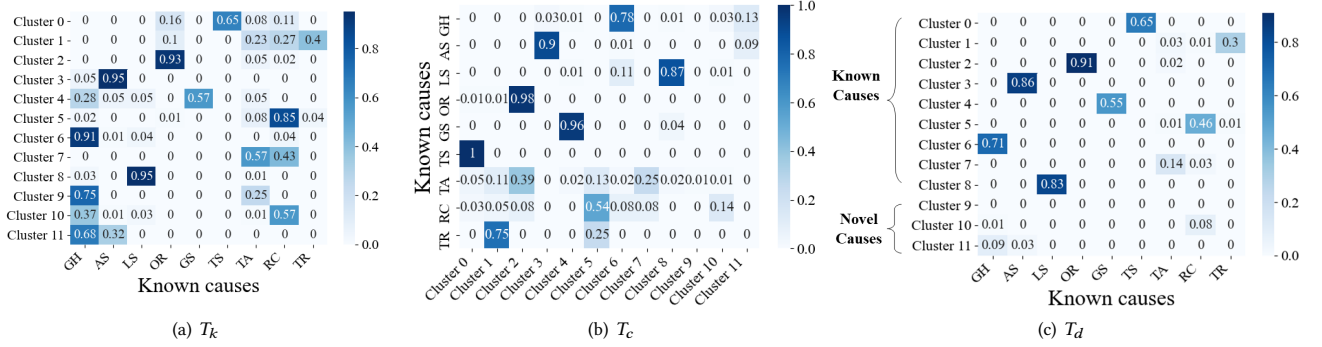 Cluster 0 0 0 0 0.16 0 0.65 0.08 0.11 0
Cluster 1 0 0 0 0.1 0 0 0.23 0.27 0.4
Cluster 2 0 0 0 0.93 0 0 0.05 0.02 0
Cluster 3 0.05 0.95 0 0 0 0 0 0 0
Cluster 4 0.28 0.05 0.05 0 0.57 0 0.05 0 0
Cluster 5 0.02 0 0 0.01 0 0 0.08 0.85 0.04
Cluster 6 0.91 0.01 0.04 0 0 0 0 0.04 0
Cluster 7 0 0 0 0 0 0 0.57 0.43 0
Cluster 8 0.03 0 0.95 0 0 0 0.01 0 0
Cluster 9 0.75 0 0 0 0 0 0.25 0 0
Cluster 10 0.37 0.01 0.03 0 0 0 0.01 0.57 0
Cluster 11 0.68 0.32 0 0 0 0 0 0 0
GH AS LS OR GS TS TA RC TR
Known causes
0.8
0.6
0.4
0.2
0.0
(a) Tk
Known causes
GH 0 0 0 0.03 0.01 0 0.78 0 0.01 0 0.03 0.13
AS 0 0 0 0.9 0 0 0.01 0 0 0 0 0.09
LS 0 0 0 0 0.01 0 0.11 0 0.87 0 0.01 0
OR 0.01 0.01 0.98 0 0 0 0 0 0 0 0 0
GS 0 0 0 0 0.96 0 0 0 0.04 0 0 0
TS 1 0 0 0 0 0 0 0 0 0 0 0
TA 0.05 0.11 0.39 0 0.02 0.13 0.02 0.25 0.02 0.01 0.01 0
RC 0.03 0.05 0.08 0 0 0.54 0.08 0.08 0 0 0.14 0
TR 0 0.75 0 0 0 0.25 0 0 0 0 0 0
Cluster 0 Cluster 1 Cluster 2 Cluster 3 Cluster 4 Cluster 5 Cluster 6 Cluster 7 Cluster 8 Cluster 9 Cluster 10 Cluster 11
1.0
0.8
0.6
0.4
0.2
0.0
(b) Tc
Known
Causes
Novel
Causes
Cluster 0 0 0 0 0 0 0.65 0 0 0
Cluster 1 0 0 0 0 0 0 0.03 0.01 0.3
Cluster 2 0 0 0 0.91 0 0 0.02 0 0
Cluster 3 0 0.86 0 0 0 0 0 0 0
Cluster 4 0 0 0 0 0.55 0 0 0 0
Cluster 5 0 0 0 0 0 0 0.01 0.46 0.01
Cluster 6 0.71 0 0 0 0 0 0 0 0
Cluster 7 0 0 0 0 0 0 0.14 0.03 0
Cluster 8 0 0 0.83 0 0 0 0 0 0
Cluster 9 0 0 0 0 0 0 0 0 0
Cluster 10 0.01 0 0 0 0 0 0 0.08 0
Cluster 11 0.09 0.03 0 0 0 0 0 0 0
GH AS LS OR GS TS TA RC TR
Known causes
0.8
0.6
0.4
0.2
0.0
(c) Td